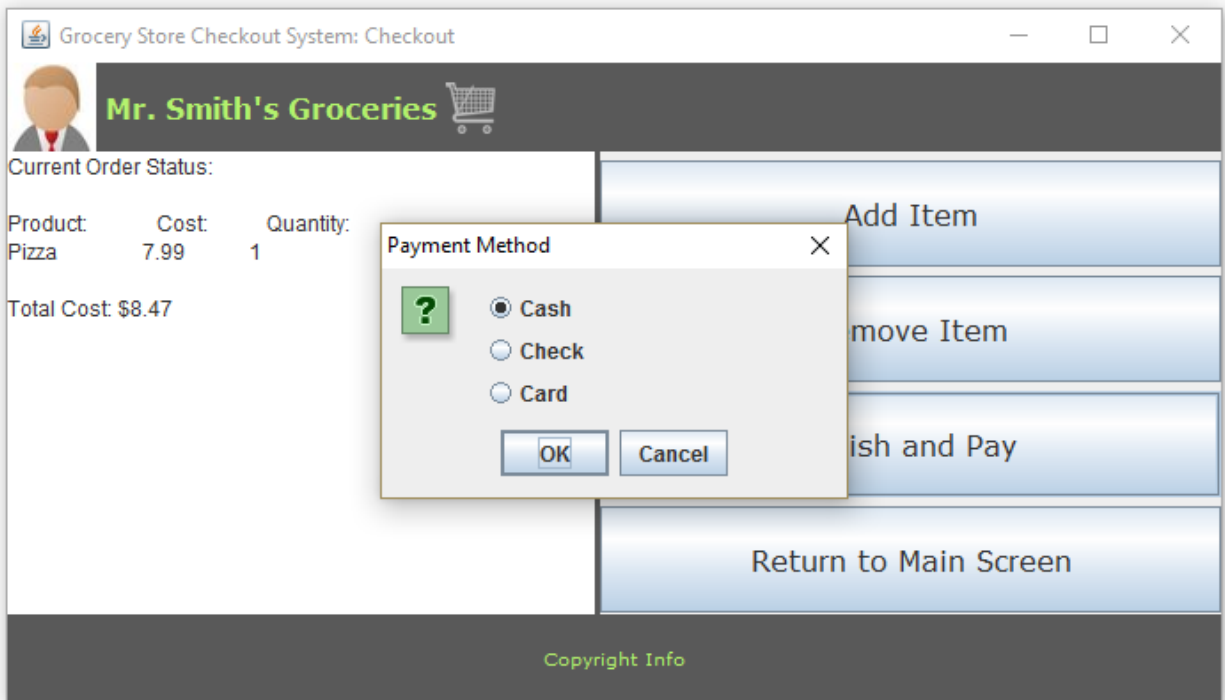 Grocery Store Checkout System: Checkout
Mr. Smith's Groceries
Current Order Status:
Product: Cost: Quantity:
Pizza 7.99 1
Total Cost: $8.47
Payment Method
?
Cash
Check
Card
OK Cancel
Add Item
move Item
ish and Pay
Return to Main Screen
Copyright Info